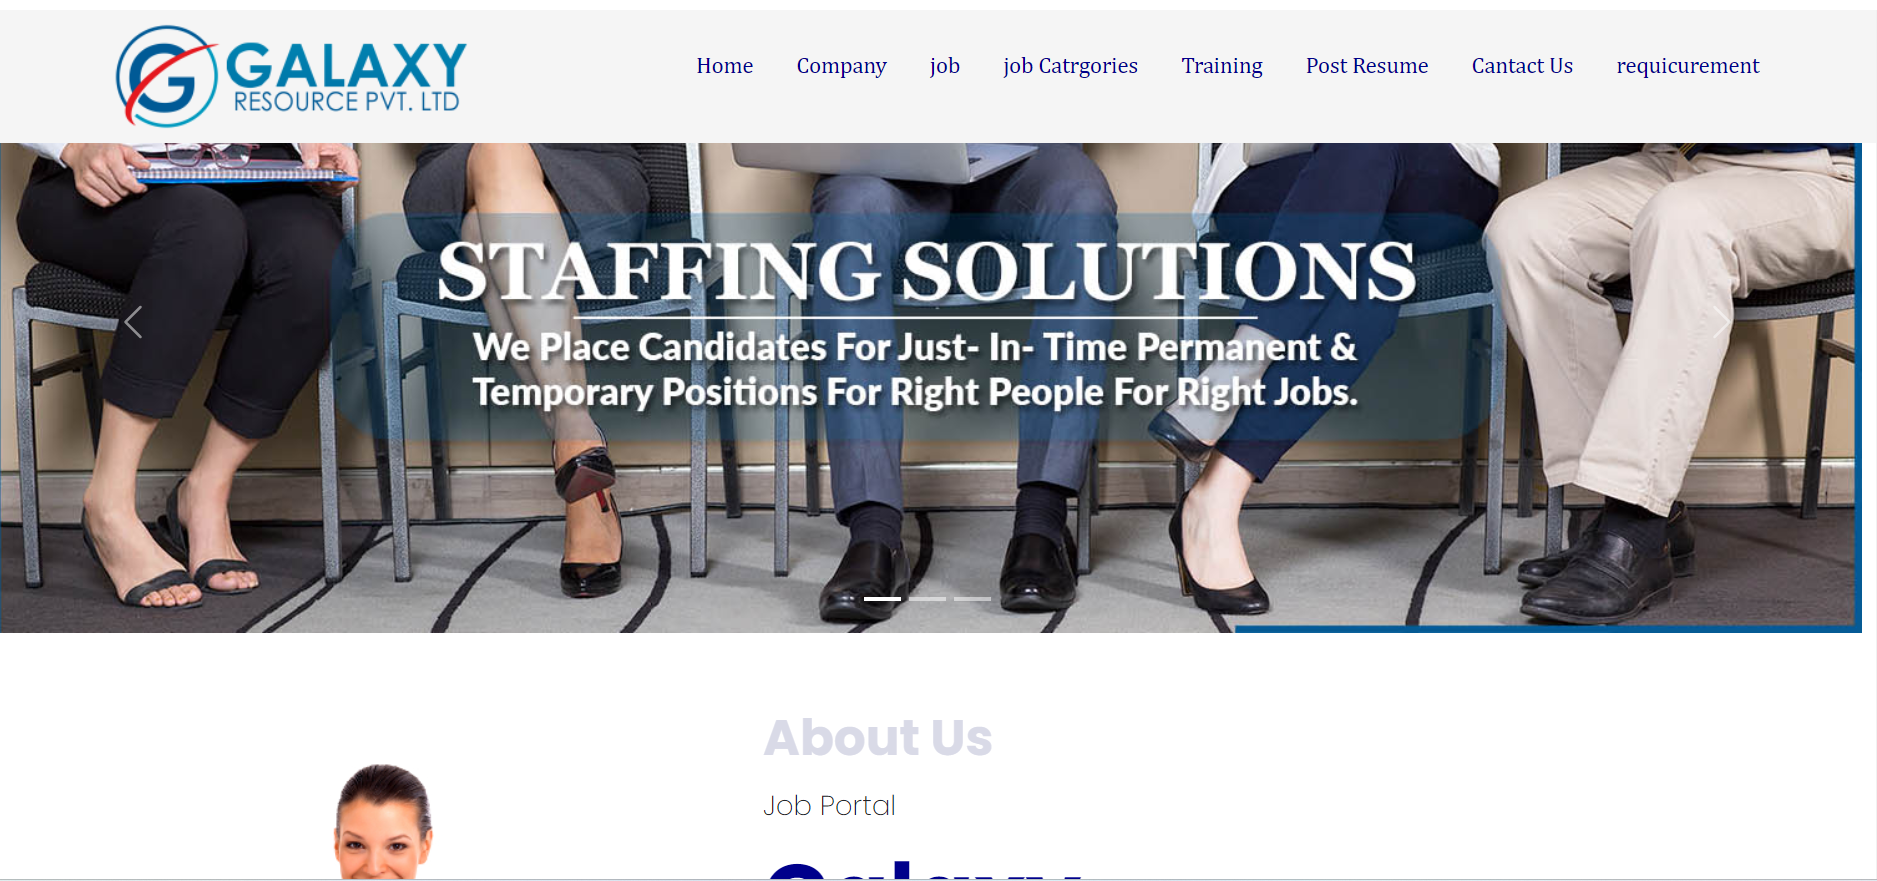 GALAXY
RESOURCE PVT. LTD
Home Company job job Catrgories Training Post Resume Cantact Us requicurement
STAFFING SOLUTIONS
We Place Candidates For Just- In- Time Permanent &
Temporary Positions For Right People For Right Jobs.
About Us
Job Portal
Galaxy